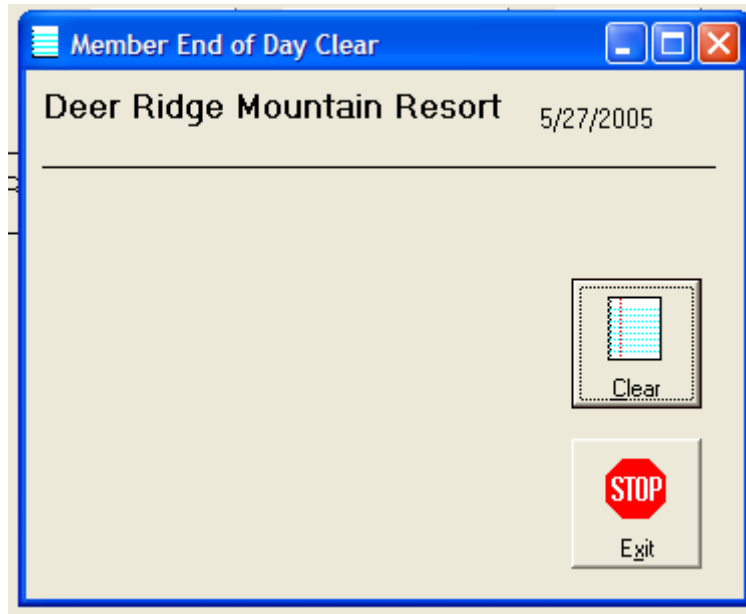 Member End of Day Clear
Deer Ridge Mountain Resort 5/27/2005
Clear
STOP
Exit